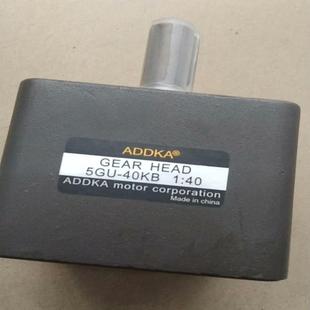 ADDKA®
GEAR HEAD
5GU-40KB 1:40
ADDKA motor corporation
Made in china